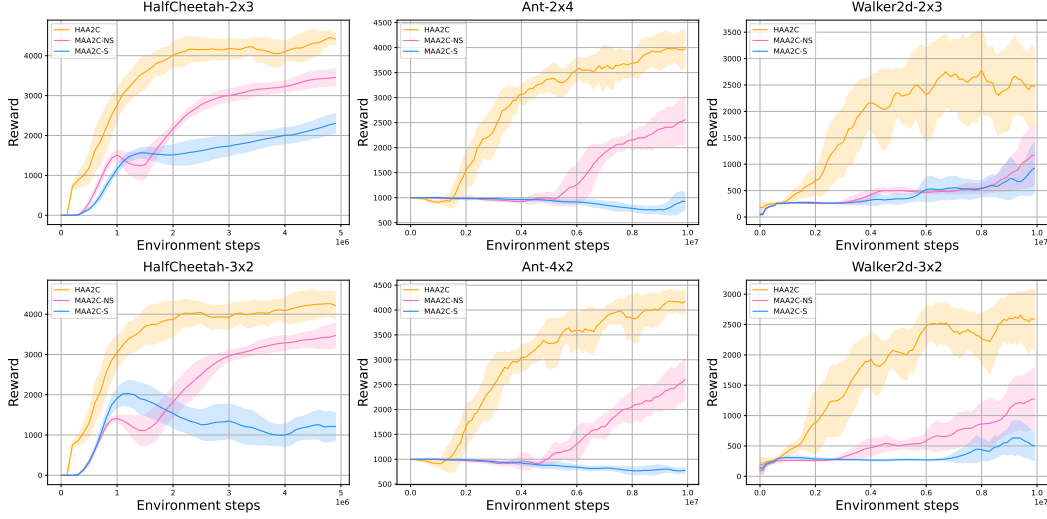 HalfCheetah-2x3
HAA2C
MAA2C-NS
MAA2C-S
Reward
4000
3000
2000
1000
0
0 1 2 3 4 5
1e6
Environment steps
Ant-2x4
HAA2C
MAA2C-NS
MAA2C-S
Reward
4500
4000
3500
3000
2500
2000
1500
1000
500
0.0 0.2 0.4 0.6 0.8 1.0
1e7
Environment steps
Walker2d-2x3
HAA2C
MAA2C-NS
MAA2C-S
Reward
3500
3000
2500
2000
1500
1000
500
0
0.0 0.2 0.4 0.6 0.8 1.0
1e7
Environment steps
HalfCheetah-3x2
HAA2C
MAA2C-NS
MAA2C-S
Reward
4000
3000
2000
1000
0
0 1 2 3 4 5
1e6
Environment steps
Ant-4x2
HAA2C
MAA2C-NS
MAA2C-S
Reward
4500
4000
3500
3000
2500
2000
1500
1000
500
0.0 0.2 0.4 0.6 0.8 1.0
1e7
Environment steps
Walker2d-3x2
HAA2C
MAA2C-NS
MAA2C-S
Reward
3000
2500
2000
1500
1000
500
0
0.0 0.2 0.4 0.6 0.8 1.0
1e7
Environment steps